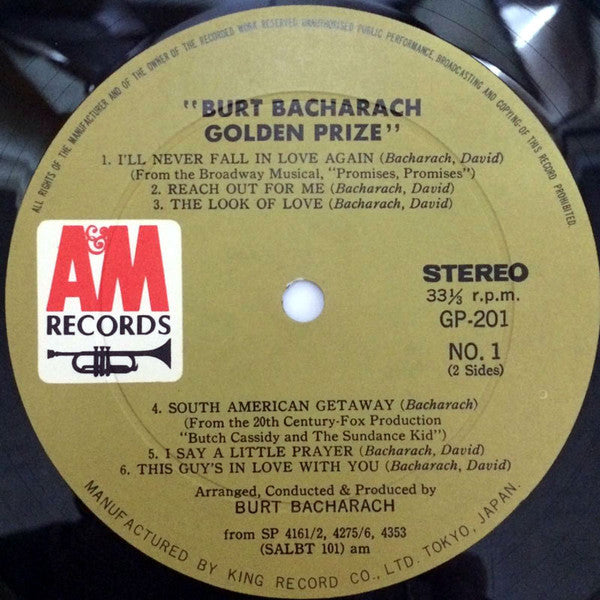 ALL RIGHTS OF THE MANUFACTURER AND OF THE OWNER OF THE RECORDED WORK RESERVED. UNAUTHORISED PUBLIC PERFORMANCE, BROADCASTING AND COPYING OF THIS RECORD PROHIBITED.
"BURT BACHARACH
GOLDEN PRIZE"
1. I'LL NEVER FALL IN LOVE AGAIN (Bacharach, David)
(From the Broadway Musical, "Promises, Promises")
2. REACH OUT FOR ME (Bacharach, David)
3. THE LOOK OF LOVE (Bacharach, David)
A&M
RECORDS
STEREO
33⅓ r.p.m.
GP-201
NO. 1
(2 Sides)
4. SOUTH AMERICAN GETAWAY (Bacharach)
(From the 20th Century-Fox Production
"Butch Cassidy and The Sundance Kid")
5. I SAY A LITTLE PRAYER (Bacharach, David)
6. THIS GUY'S IN LOVE WITH YOU (Bacharach, David)
Arranged, Conducted & Produced by
BURT BACHARACH
from SP 4161/2, 4275/6, 4353
(SALBT 101) am
MANUFACTURED BY KING RECORD CO., LTD. TOKYO, JAPAN.